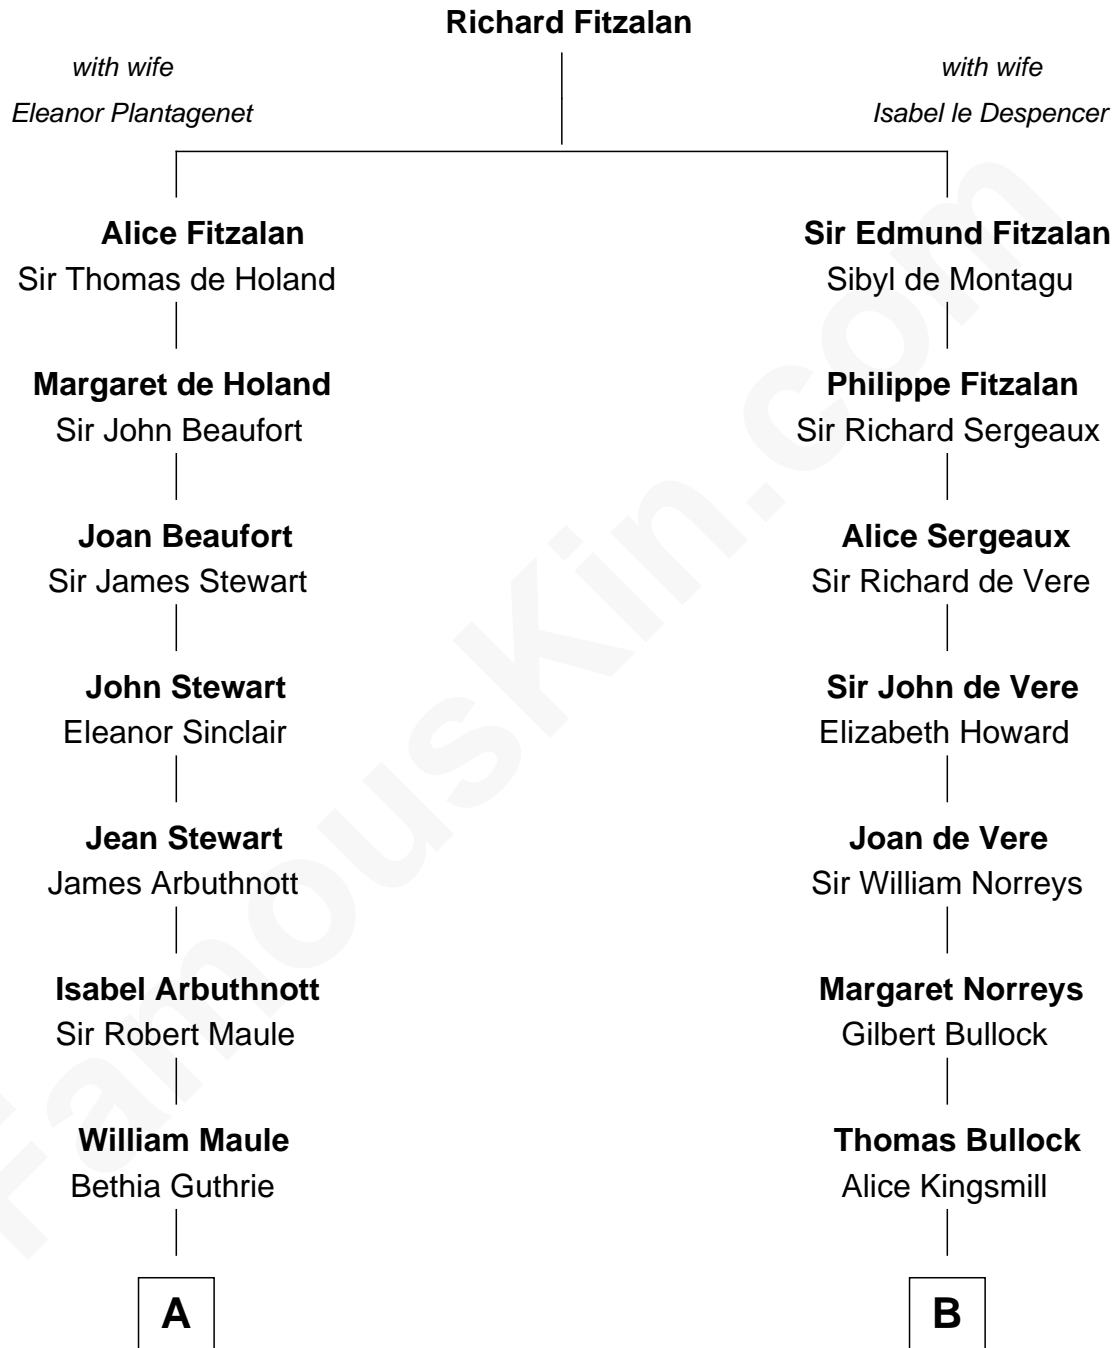 Richard Fitzalan
with wife
Eleanor Plantagenet
with wife
Isabel le Despencer
Alice Fitzalan
Sir Thomas de Holand
Sir Edmund Fitzalan
Sibyl de Montagu
Margaret de Holand
Sir John Beaufort
Philippe Fitzalan
Sir Richard Sergeaux
Joan Beaufort
Sir James Stewart
Alice Sergeaux
Sir Richard de Vere
John Stewart
Eleanor Sinclair
Sir John de Vere
Elizabeth Howard
Jean Stewart
James Arbuthnott
Joan de Vere
Sir William Norreys
Isabel Arbuthnott
Sir Robert Maule
Margaret Norreys
Gilbert Bullock
William Maule
Bethia Guthrie
Thomas Bullock
Alice Kingsmill
A
B
FamousKin.com